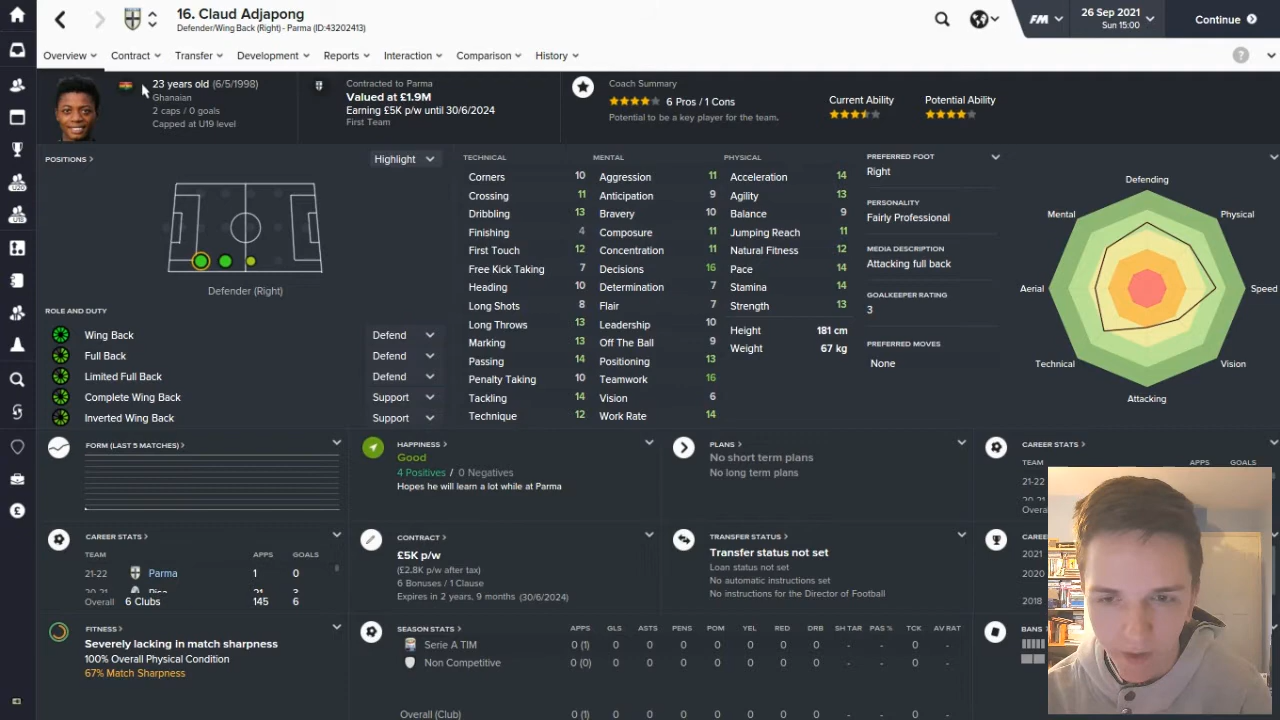 16. Claud Adjapong
Defender/Wing Back (Right) - Parma (ID:43202413)
FM
26 Sep 2021
Sun 15:00
Continue
Overview
Contract
Transfer
Development
Reports
Interaction
Comparison
History
?
23 years old (6/5/1998)
Ghanaian
2 caps / 0 goals
Capped at U19 level
Contracted to Parma
Valued at £1.9M
Earning £5K p/w until 30/6/2024
First Team
Coach Summary
6 Pros / 1 Cons
Potential to be a key player for the team.
Current Ability
Potential Ability
POSITIONS >
Highlight
Defender (Right)
ROLE AND DUTY
Wing Back Defend
Full Back Defend
Limited Full Back Defend
Complete Wing Back Support
Inverted Wing Back Support
TECHNICAL
Corners 10
Crossing 11
Dribbling 13
Finishing 4
First Touch 12
Free Kick Taking 7
Heading 10
Long Shots 8
Long Throws 13
Marking 13
Passing 14
Penalty Taking 10
Tackling 14
Technique 12
MENTAL
Aggression 11
Anticipation 9
Bravery 10
Composure 11
Concentration 11
Decisions 16
Determination 7
Flair 7
Leadership 10
Off The Ball 9
Positioning 13
Teamwork 16
Vision 6
Work Rate 14
PHYSICAL
Acceleration 14
Agility 13
Balance 9
Jumping Reach 11
Natural Fitness 12
Pace 14
Stamina 14
Strength 13
Height 181 cm
Weight 67 kg
PREFERRED FOOT
Right
PERSONALITY
Fairly Professional
MEDIA DESCRIPTION
Attacking full back
GOALKEEPER RATING
3
PREFERRED MOVES
None
Defending
Mental
Physical
Aerial
Speed
Technical
Vision
Attacking
FORM (LAST 5 MATCHES) >
HAPPINESS >
Good
4 Positives / 0 Negatives
Hopes he will learn a lot while at Parma
PLANS >
No short term plans
No long term plans
CAREER STATS >
TEAM APPS GOALS
21-22
20-21
Overa
CAREER STATS >
TEAM APPS GOALS
21-22 Parma 1 0
20-21 Pisa 21 3
Overall 6 Clubs 145 6
CONTRACT >
£5K p/w
(£2.8K p/w after tax)
6 Bonuses / 1 Clause
Expires in 2 years, 9 months (30/6/2024)
TRANSFER STATUS >
Transfer status not set
Loan status not set
No automatic instructions set
No instructions for the Director of Football
CAREE
2021
2020
2018
FITNESS >
Severely lacking in match sharpness
100% Overall Physical Condition
67% Match Sharpness
SEASON STATS > APPS GLS ASTS PENS POM YEL RED DRB SH TAR PAS % TCK AV RAT
Serie A TIM 0 (1) 0 0 0 0 0 0 0 - - 0 -
Non Competitive 0 (0) 0 0 0 0 0 0 0 - - 0 -
Overall (Club) 0 (1) 0 0 0 0 0 0 0 - - 0 -
BANS